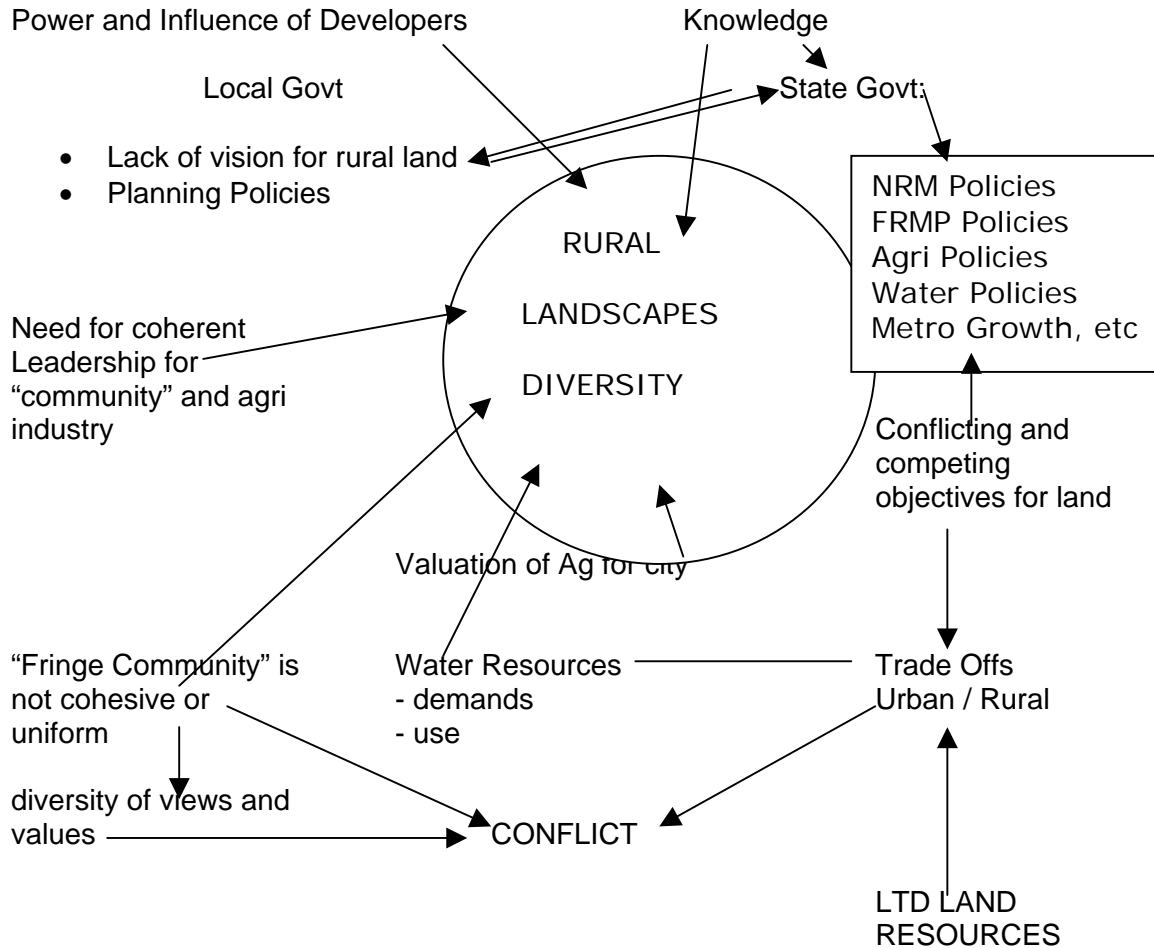 Power and Influence of Developers
Knowledge
Local Govt
State Govt:
• Lack of vision for rural land
• Planning Policies
NRM Policies
FRMP Policies
Agri Policies
Water Policies
Metro Growth, etc
RURAL
LANDSCAPES
DIVERSITY
Need for coherent
Leadership for
“community” and agri
industry
Conflicting and
competing
objectives for land
Valuation of Ag for city
“Fringe Community” is
not cohesive or
uniform
Water Resources
- demands
- use
Trade Offs
Urban / Rural
diversity of views and
values
CONFLICT
LTD LAND
RESOURCES